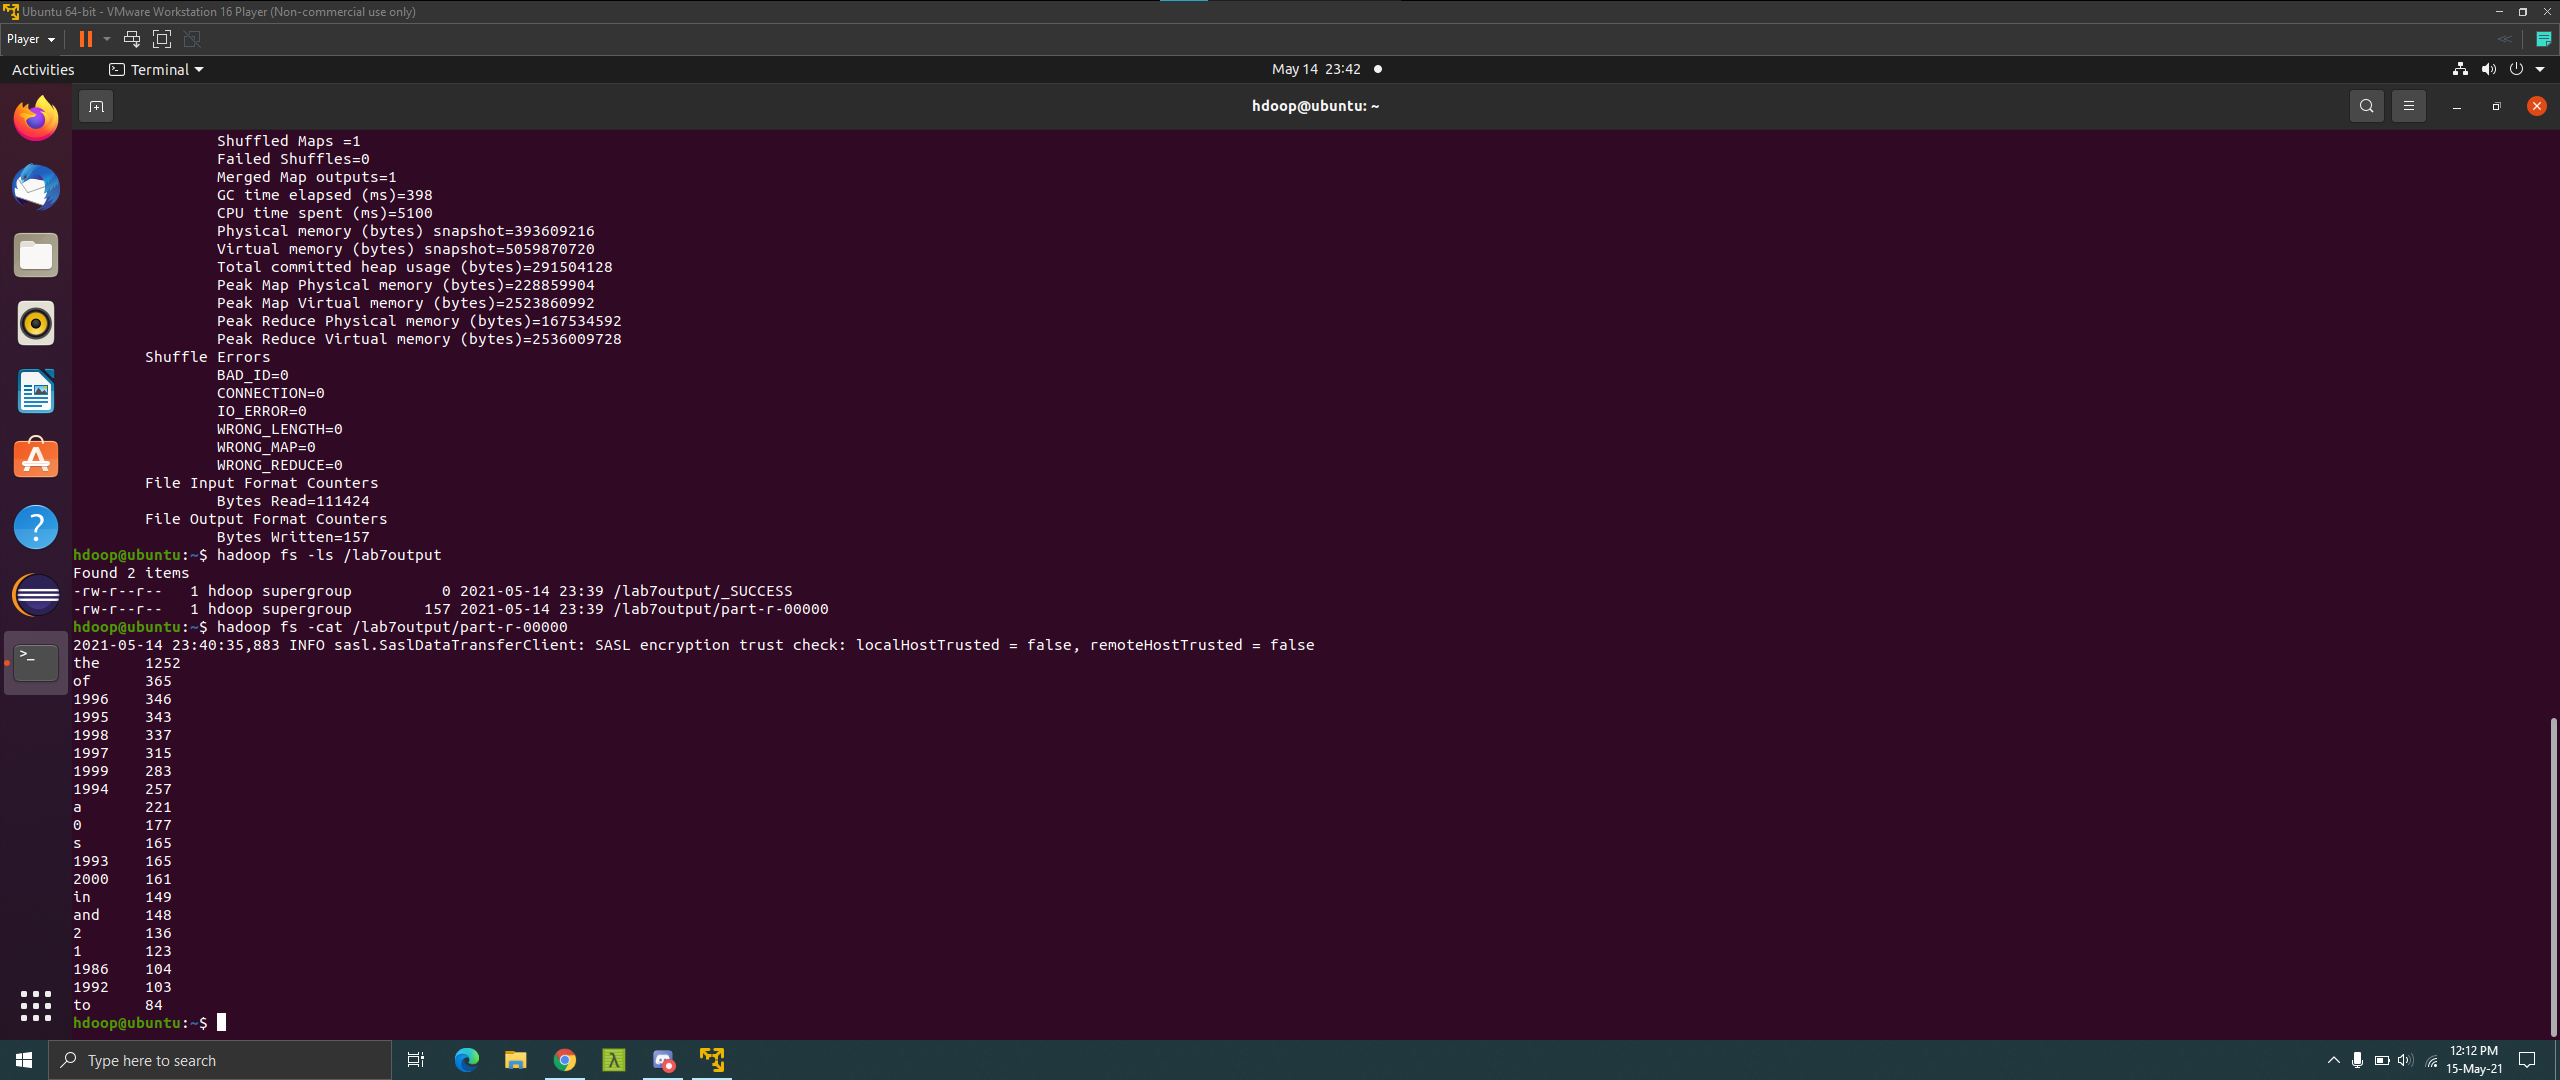 Ubuntu 64-bit - VMware Workstation 16 Player (Non-commercial use only)
Player
Activities Terminal May 14 23:42
hdoop@ubuntu: ~
Shuffled Maps =1
Failed Shuffles=0
Merged Map outputs=1
GC time elapsed (ms)=398
CPU time spent (ms)=5100
Physical memory (bytes) snapshot=393609216
Virtual memory (bytes) snapshot=5059870720
Total committed heap usage (bytes)=291504128
Peak Map Physical memory (bytes)=228859904
Peak Map Virtual memory (bytes)=2523860992
Peak Reduce Physical memory (bytes)=167534592
Peak Reduce Virtual memory (bytes)=2536009728
Shuffle Errors
BAD_ID=0
CONNECTION=0
IO_ERROR=0
WRONG_LENGTH=0
WRONG_MAP=0
WRONG_REDUCE=0
File Input Format Counters
Bytes Read=111424
File Output Format Counters
Bytes Written=157
hdoop@ubuntu:~$ hadoop fs -ls /lab7output
Found 2 items
-rw-r--r-- 1 hdoop supergroup 0 2021-05-14 23:39 /lab7output/_SUCCESS
-rw-r--r-- 1 hdoop supergroup 157 2021-05-14 23:39 /lab7output/part-r-00000
hdoop@ubuntu:~$ hadoop fs -cat /lab7output/part-r-00000
2021-05-14 23:40:35,883 INFO sasl.SaslDataTransferClient: SASL encryption trust check: localHostTrusted = false, remoteHostTrusted = false
the 1252
of 365
1996 346
1995 343
1998 337
1997 315
1999 283
1994 257
a 221
0 177
s 165
1993 165
2000 161
in 149
and 148
2 136
1 123
1986 104
1992 103
to 84
hdoop@ubuntu:~$
Type here to search
12:12 PM
15-May-21